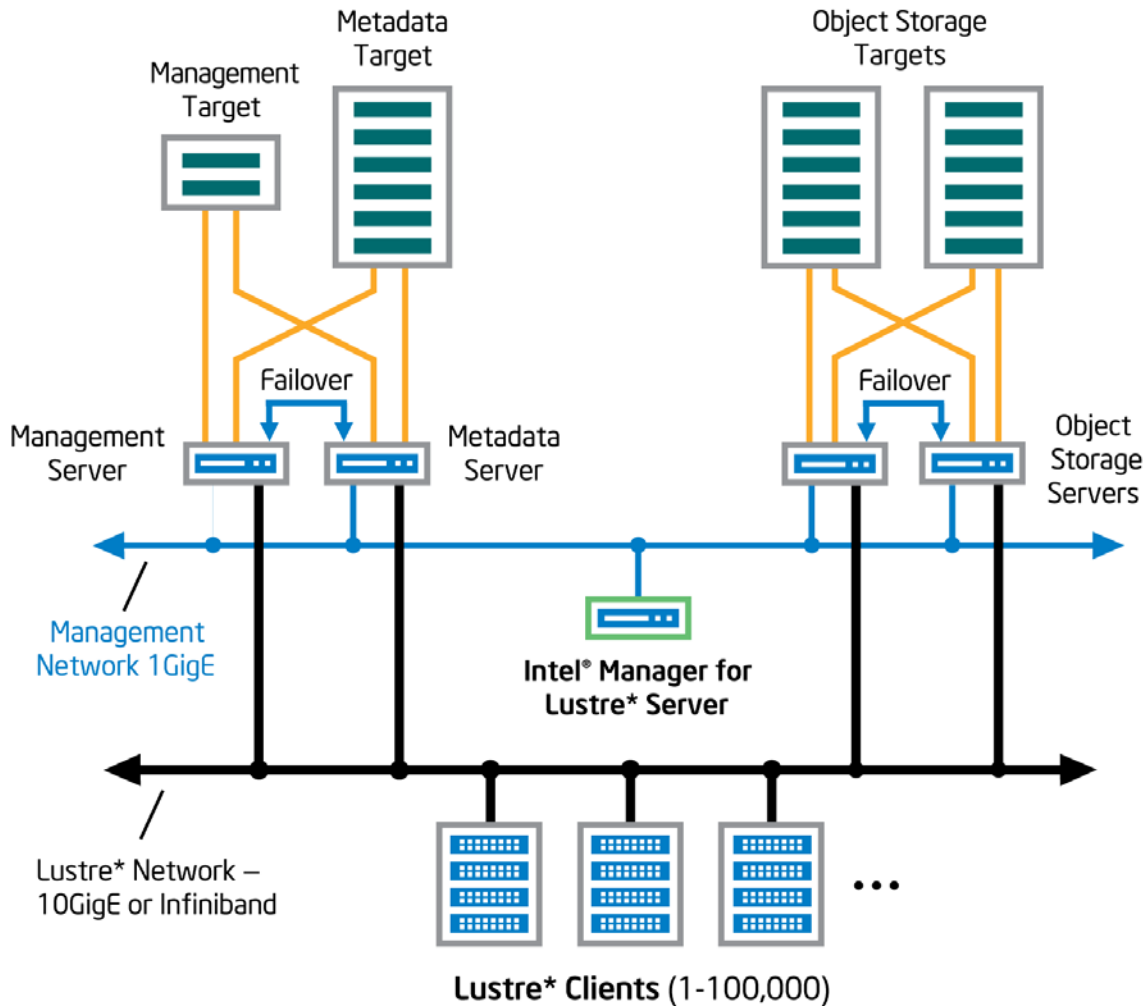 Metadata
Target
Object Storage
Targets
Management
Target
Failover
Failover
Management
Server
Metadada
Server
Object
Storage
Servers
Management
Network 1GigE
Intel® Manager for
Lustre* Server
Lustre* Network –
10GigE or Infiniband
...
Lustre* Clients (1-100,000)